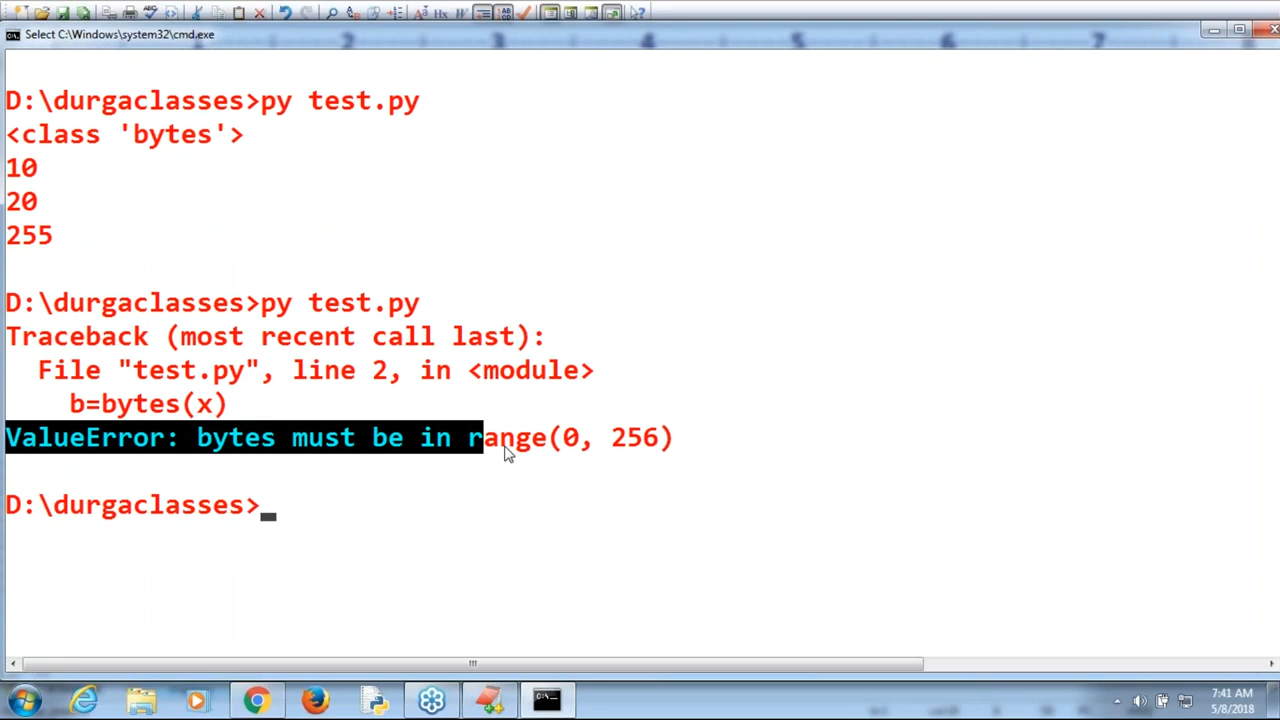 Select C:\Windows\system32\cmd.exe
D:\durgaclasses>py test.py
<class 'bytes'>
10
20
255
D:\durgaclasses>py test.py
Traceback (most recent call last):
  File "test.py", line 2, in <module>
    b=bytes(x)
ValueError: bytes must be in range(0, 256)
D:\durgaclasses>
7:41 AM
5/8/2018